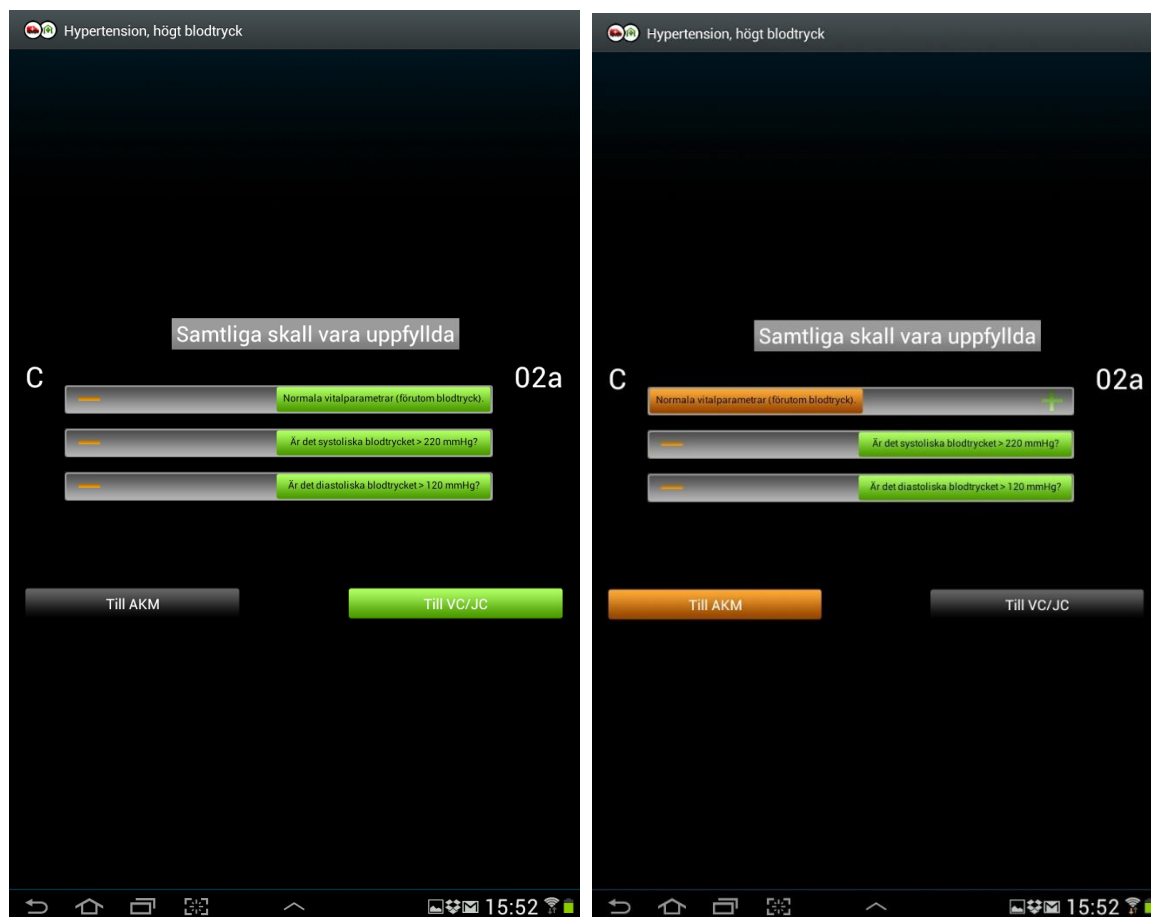 Hypertension, högt blodtryck
Samtliga skall vara uppfyllda
C
02a
Normala vitalparametrar (förutom blodtryck).
Är det systoliska blodtrycket > 220 mmHg?
Är det diastoliska blodtrycket > 120 mmHg?
Till AKM
Till VC/JC
15:52
Hypertension, högt blodtryck
Samtliga skall vara uppfyllda
C
02a
Normala vitalparametrar (förutom blodtryck).
Är det systoliska blodtrycket > 220 mmHg?
Är det diastoliska blodtrycket > 120 mmHg?
Till AKM
Till VC/JC
15:52